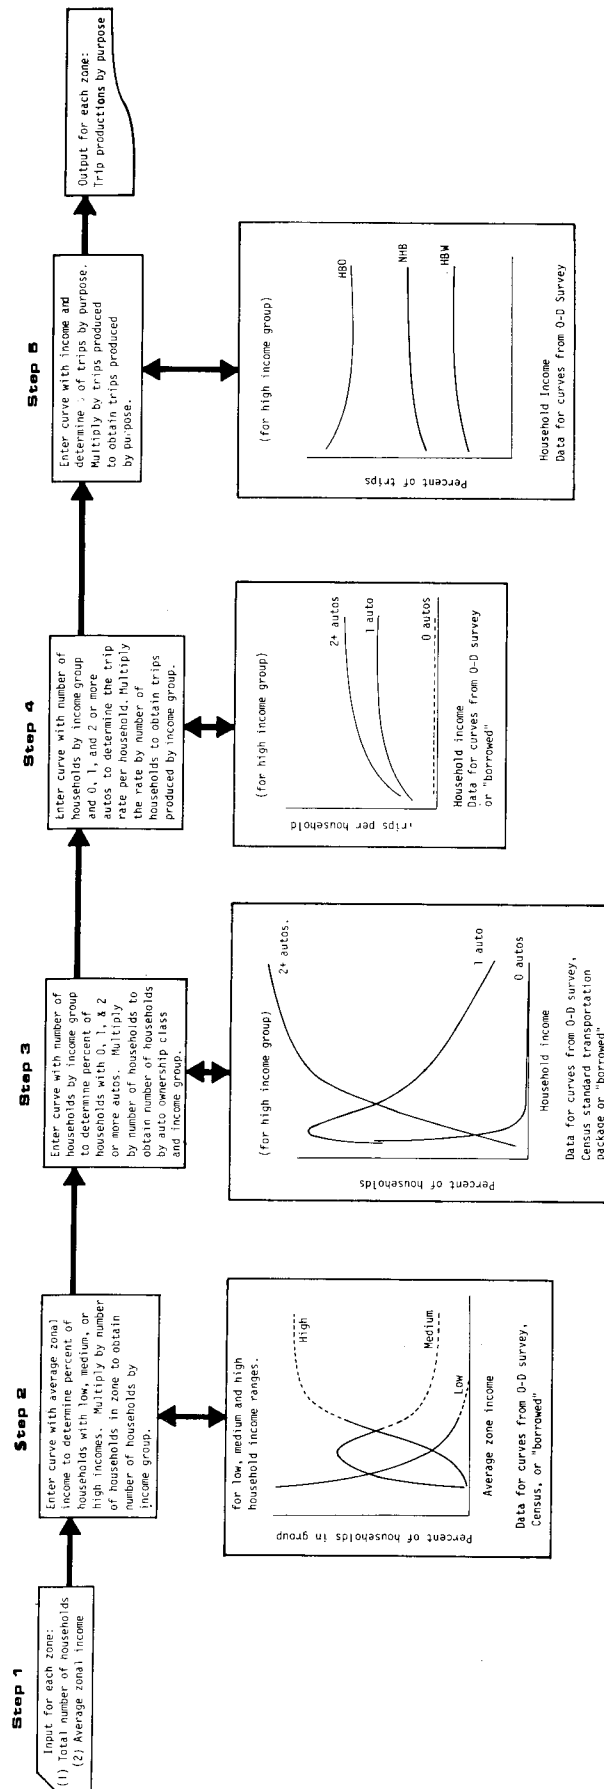 Step 1
Input for each zone:
(1) Total number of households
(2) Average zonal income
Step 2
Enter curve with average zonal
income to determine percent of
households with low, medium, or
high incomes. Multiply by number
of households in zone to obtain
number of households by
income group.
for low, medium and high
household income ranges.
Percent of households in group
High
Medium
Low
Average zone income
Data for curves from O-D survey,
Census, or "borrowed"
Step 3
Enter curve with number of
households by income group
to determine percent of
households with 0, 1, & 2
or more autos. Multiply
by number of households to
obtain number of households
by auto ownership class
and income group.
(for high income group)
Percent of households
2+ autos.
1 auto
0 autos
Household income
Data for curves from O-D survey,
Census standard transportation
package or "borrowed"
Step 4
Enter curve with number of
households by income group
and 0, 1, and 2 or more
autos to determine the trip
rate per household. Multiply
the rate by number of
households to obtain trips
produced by income group.
(for high income group)
Trips per household
2+ autos
1 auto
0 autos
Household income
Data for curves from O-D survey
or "borrowed"
Step 5
Enter curve with income and
determine % of trips by purpose.
Multiply by trips produced
to obtain trips produced
by purpose.
(for high income group)
Percent of trips
HBO
NHB
HBW
Household Income
Data for curves from O-D Survey
Output for each zone:
Trip productions by purpose